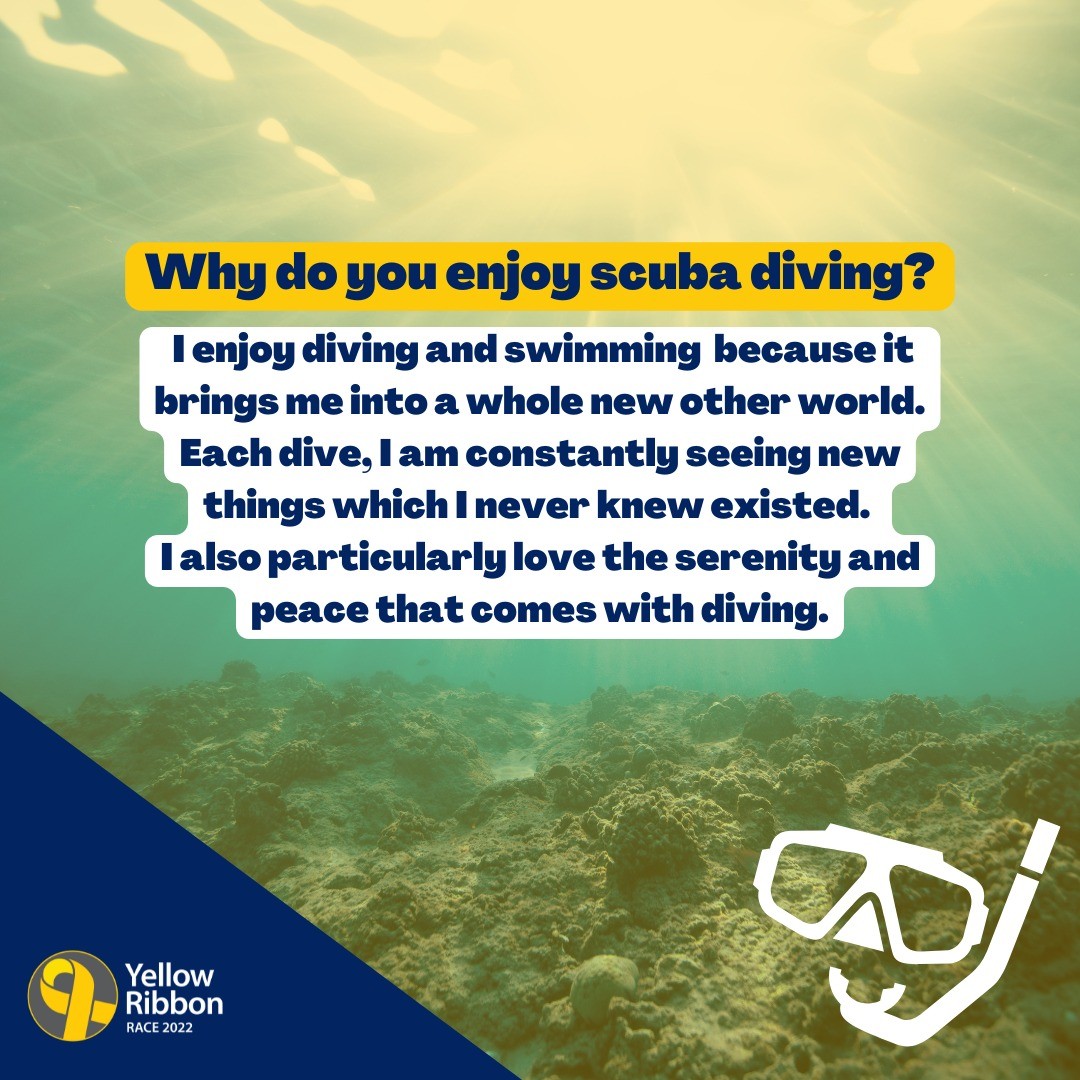 Why do you enjoy scuba diving?
I enjoy diving and swimming because it
brings me into a whole new other world.
Each dive, I am constantly seeing new
things which I never knew existed.
I also particularly love the serenity and
peace that comes with diving.
Yellow
Ribbon
RACE 2022